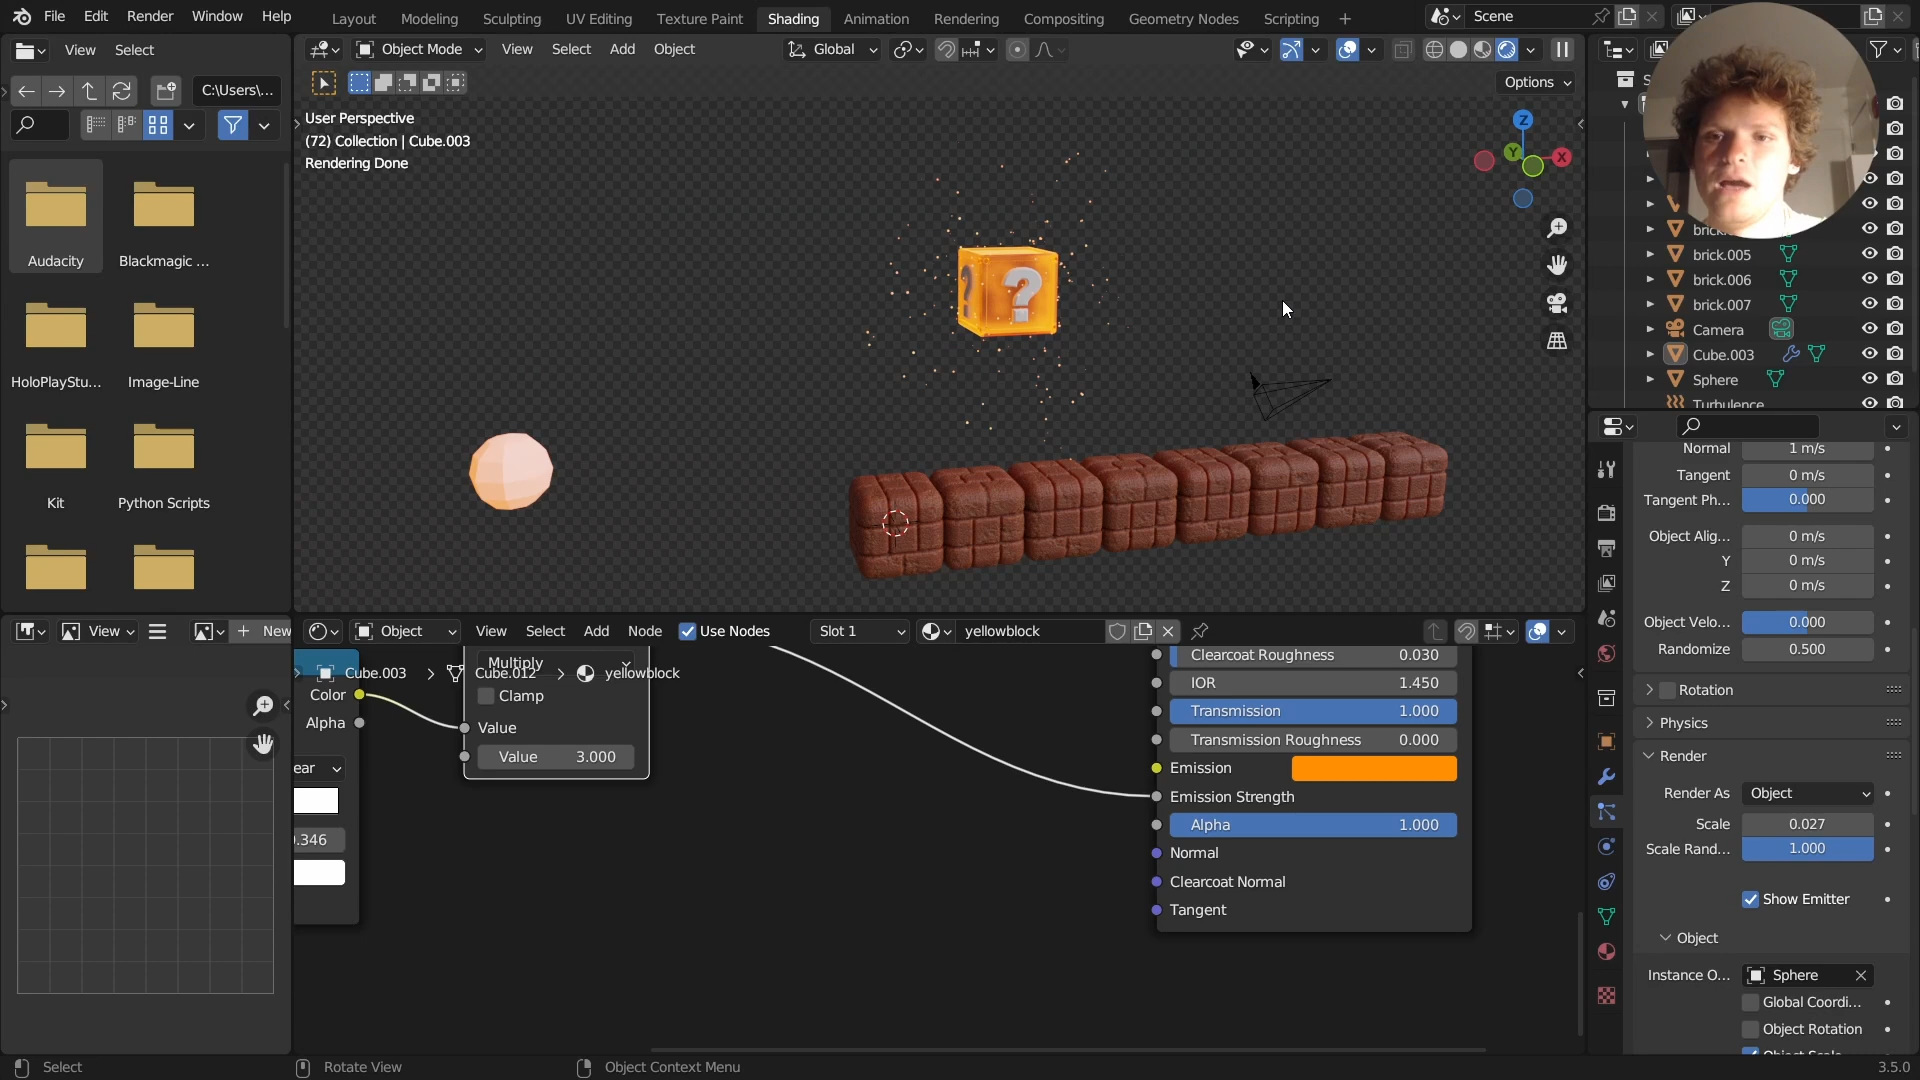 File Edit Render Window Help
Layout Modeling Sculpting UV Editing Texture Paint Shading Animation Rendering Compositing Geometry Nodes Scripting +
Scene
View Select
Object Mode View Select Add Object
Global
C:\Users\...
Options
User Perspective
(72) Collection | Cube.003
Rendering Done
Z
Y
X
?
?
Audacity
Blackmagic ...
HoloPlayStu...
Image-Line
Kit
Python Scripts
brick.005
brick.006
brick.007
Camera
Cube.003
Sphere
Turbulence
Normal 1 m/s
Tangent 0 m/s
Tangent Ph... 0.000
Object Alig... 0 m/s
Y 0 m/s
Z 0 m/s
Object Velo... 0.000
Randomize 0.500
Rotation
Physics
Render
Render As Object
Scale 0.027
Scale Rand... 1.000
Show Emitter
Object
Instance O... Sphere
Global Coordi...
Object Rotation
Object Scale
View
+ New
Object View Select Add Node Use Nodes Slot 1 yellowblock
Multiply
Cube.003 > Cube.012 > yellowblock
Color
Alpha
ear
0.346
Clamp
Value
Value 3.000
Clearcoat Roughness 0.030
IOR 1.450
Transmission 1.000
Transmission Roughness 0.000
Emission
Emission Strength
Alpha 1.000
Normal
Clearcoat Normal
Tangent
Select
Rotate View
Object Context Menu
3.5.0